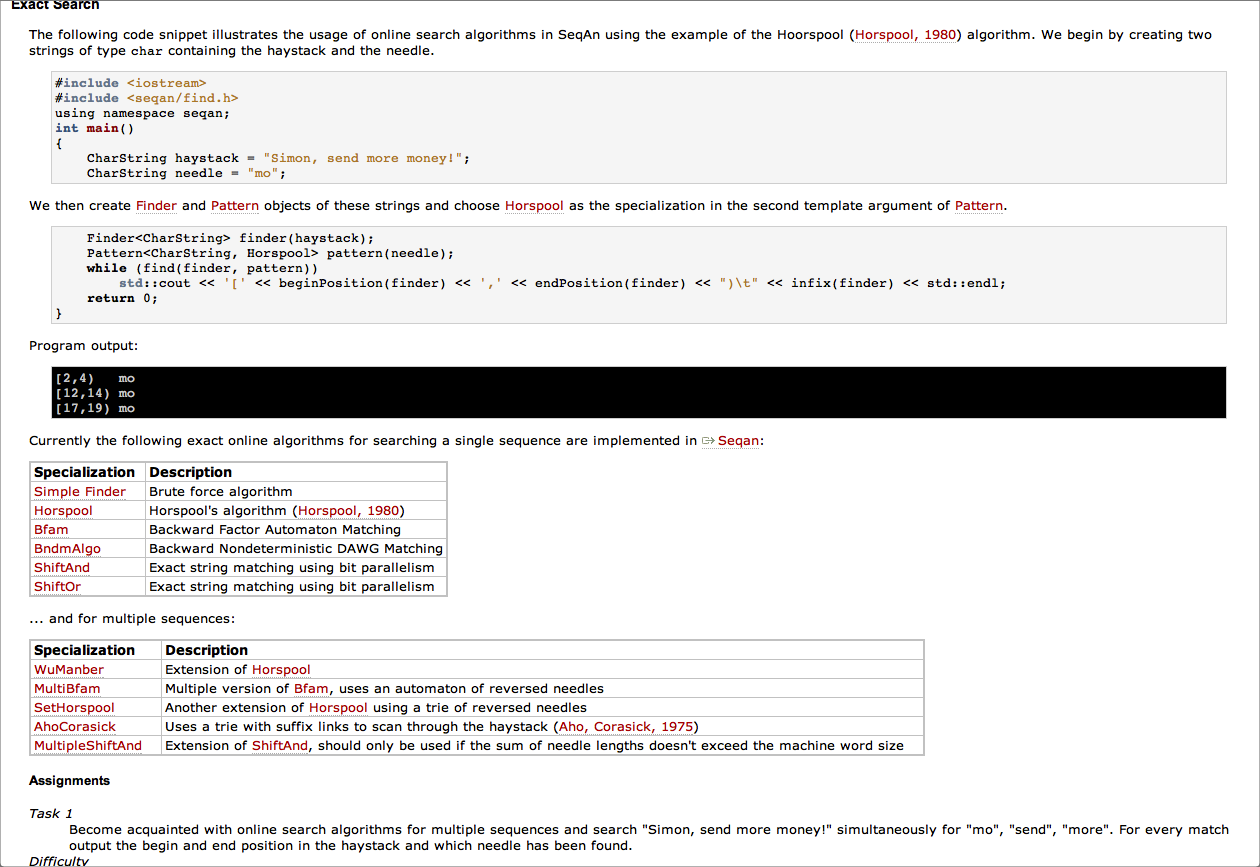 Exact Search
The following code snippet illustrates the usage of online search algorithms in SeqAn using the example of the Hoorspool (Horspool, 1980) algorithm. We begin by creating two
strings of type char containing the haystack and the needle.
#include <iostream>
#include <seqan/find.h>
using namespace seqan;
int main()
{
    CharString haystack = "Simon, send more money!";
    CharString needle = "mo";
We then create Finder and Pattern objects of these strings and choose Horspool as the specialization in the second template argument of Pattern.
    Finder<CharString> finder(haystack);
    Pattern<CharString, Horspool> pattern(needle);
    while (find(finder, pattern))
        std::cout << '[' << beginPosition(finder) << ',' << endPosition(finder) << ")\t" << infix(finder) << std::endl;
    return 0;
}
Program output:
[2,4)   mo
[12,14) mo
[17,19) mo
Currently the following exact online algorithms for searching a single sequence are implemented in Seqan:
Specialization Description
Simple Finder Brute force algorithm
Horspool Horspool's algorithm (Horspool, 1980)
Bfam Backward Factor Automaton Matching
BndmAlgo Backward Nondeterministic DAWG Matching
ShiftAnd Exact string matching using bit parallelism
ShiftOr Exact string matching using bit parallelism
... and for multiple sequences:
Specialization Description
WuManber Extension of Horspool
MultiBfam Multiple version of Bfam, uses an automaton of reversed needles
SetHorspool Another extension of Horspool using a trie of reversed needles
AhoCorasick Uses a trie with suffix links to scan through the haystack (Aho, Corasick, 1975)
MultipleShiftAnd Extension of ShiftAnd, should only be used if the sum of needle lengths doesn't exceed the machine word size
Assignments
Task 1
Become acquainted with online search algorithms for multiple sequences and search "Simon, send more money!" simultaneously for "mo", "send", "more". For every match
output the begin and end position in the haystack and which needle has been found.
Difficulty